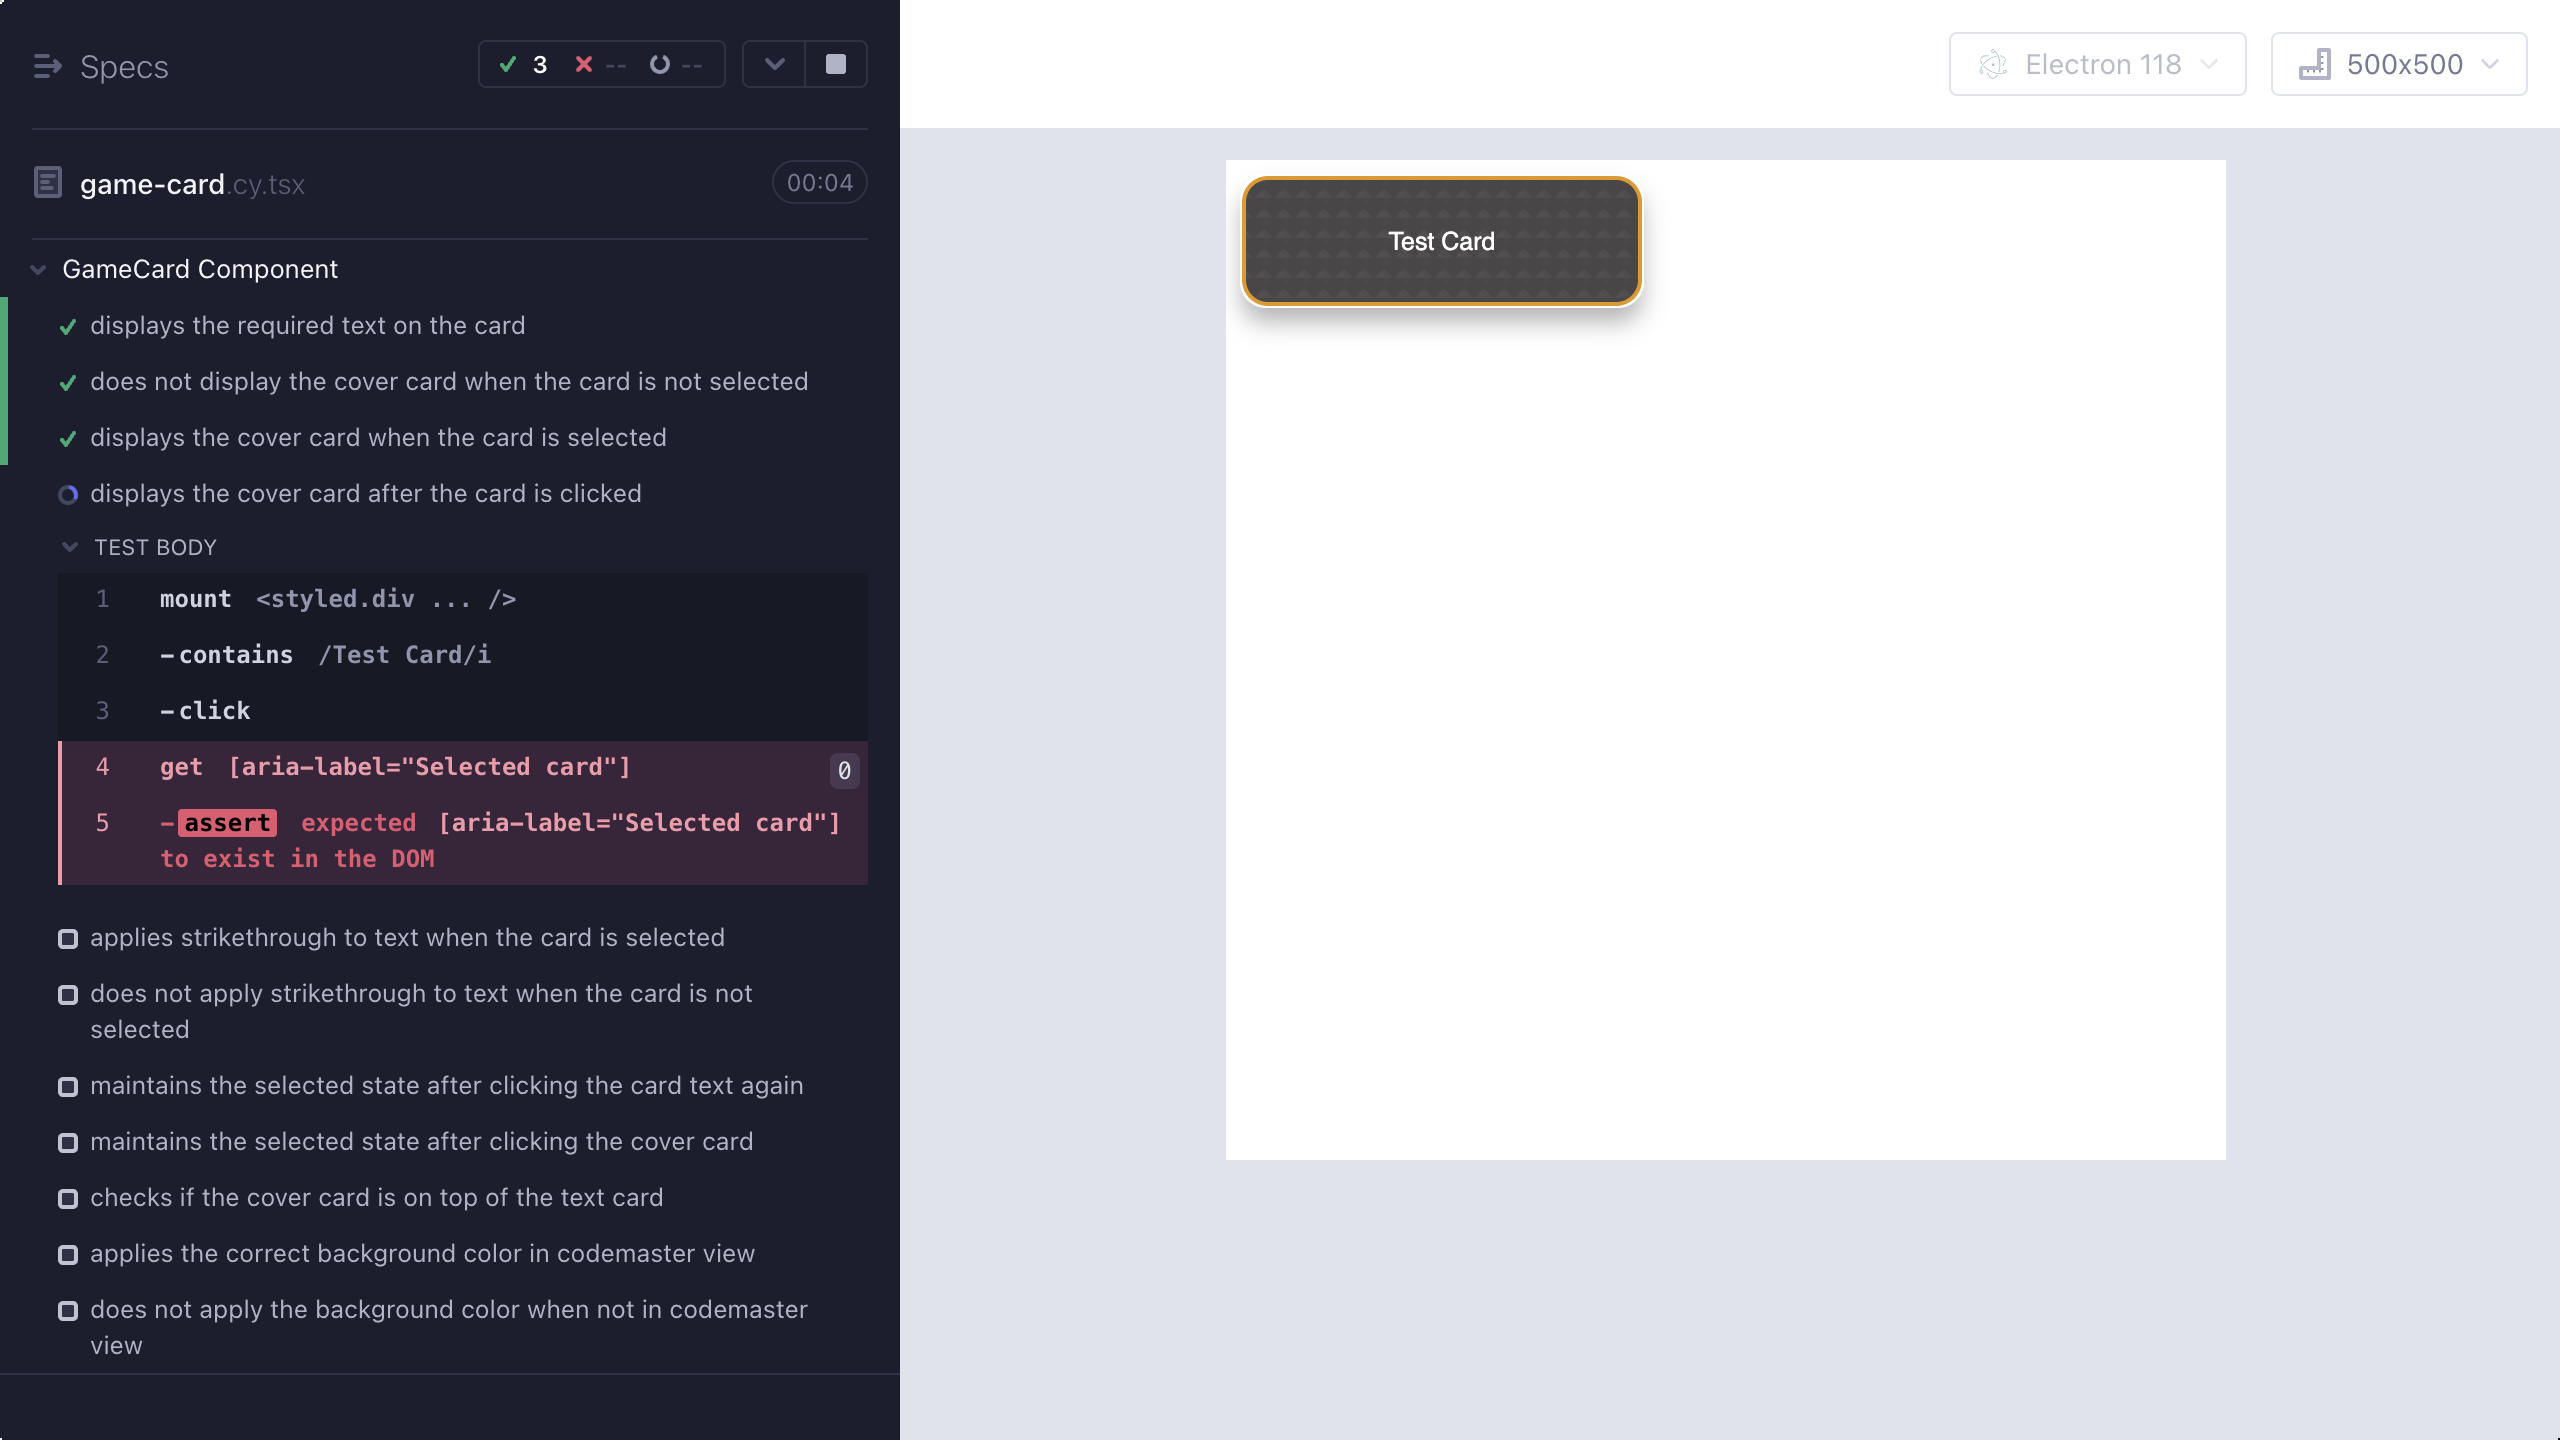 Specs
3 -- --
game-card.cy.tsx 00:04
GameCard Component
displays the required text on the card
does not display the cover card when the card is not selected
displays the cover card when the card is selected
displays the cover card after the card is clicked
TEST BODY
1 mount <styled.div ... />
2 -contains /Test Card/i
3 -click
4 get [aria-label="Selected card"] 0
5 -assert expected [aria-label="Selected card"]
to exist in the DOM
applies strikethrough to text when the card is selected
does not apply strikethrough to text when the card is not
selected
maintains the selected state after clicking the card text again
maintains the selected state after clicking the cover card
checks if the cover card is on top of the text card
applies the correct background color in codemaster view
does not apply the background color when not in codemaster
view
Electron 118
500x500
Test Card